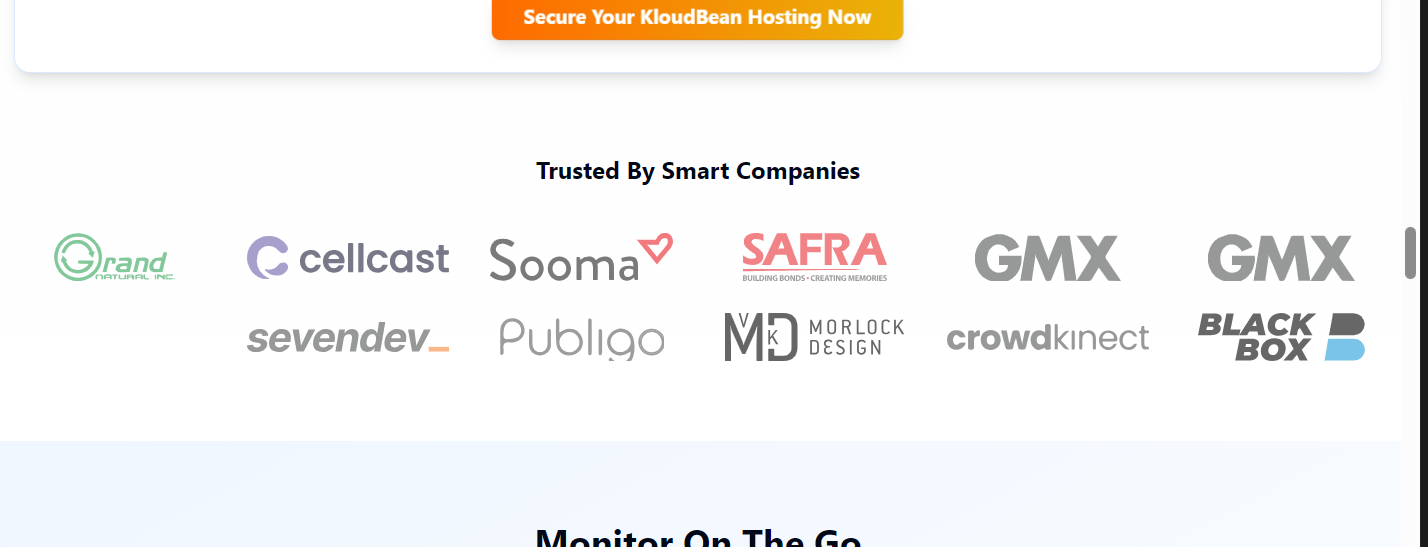 Secure Your KloudBean Hosting Now
Trusted By Smart Companies
Grand
NATURAL INC.
cellcast
Sooma
SAFRA
BUILDING BONDS • CREATING MEMORIES
GMX
GMX
sevendev_
Publigo
MVKD
MORLOCK
DESIGN
crowdkinect
BLACK
BOX
B
Monitor On The Go